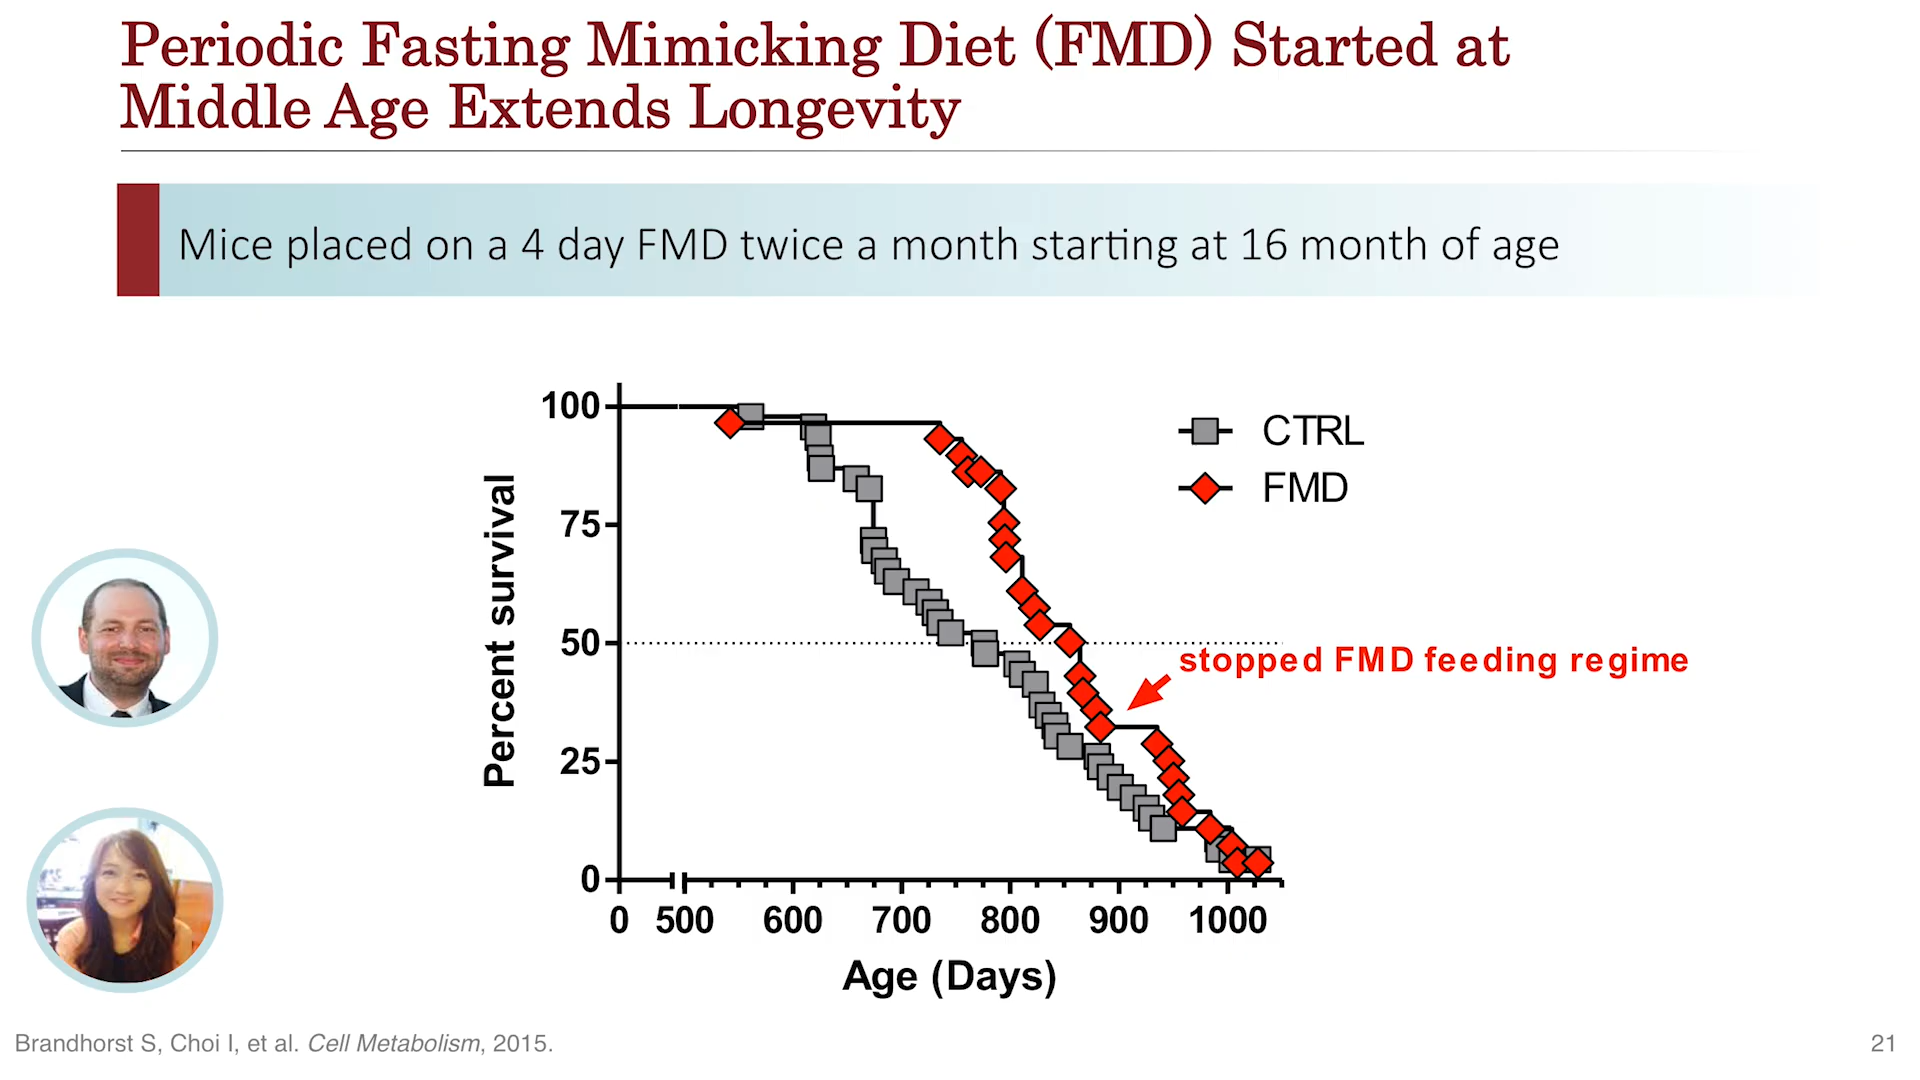 Periodic Fasting Mimicking Diet (FMD) Started at
Middle Age Extends Longevity
Mice placed on a 4 day FMD twice a month starting at 16 month of age
Percent survival
100
75
50
25
0
CTRL
FMD
stopped FMD feeding regime
0 500 600 700 800 900 1000
Age (Days)
Brandhorst S, Choi I, et al. Cell Metabolism, 2015.
21